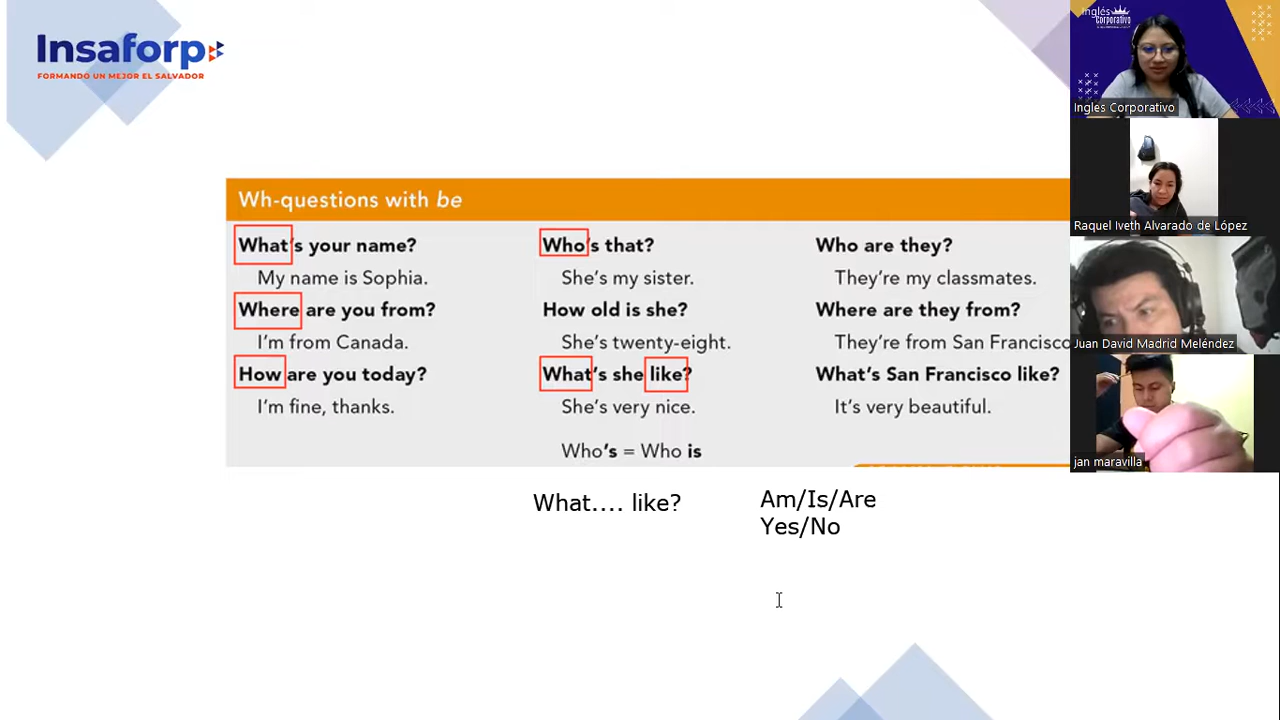 Insaforp
FORMANDO UN MEJOR EL SALVADOR
Wh-questions with be
What's your name?
My name is Sophia.
Where are you from?
I'm from Canada.
How are you today?
I'm fine, thanks.
Who's that?
She's my sister.
How old is she?
She's twenty-eight.
What's she like?
She's very nice.
Who's = Who is
Who are they?
They're my classmates.
Where are they from?
They're from San Francisco
What's San Francisco like?
It's very beautiful.
What.... like?
Am/Is/Are
Yes/No
Inglés
Corporativo
Ingles Corporativo
Raquel Iveth Alvarado de López
Juan David Madrid Meléndez
jan maravilla